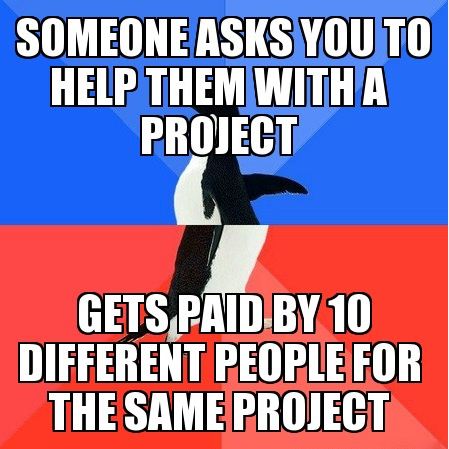 SOMEONE ASKS YOU TO
HELP THEM WITH A
PROJECT
GETS PAID BY 10
DIFFERENT PEOPLE FOR
THE SAME PROJECT